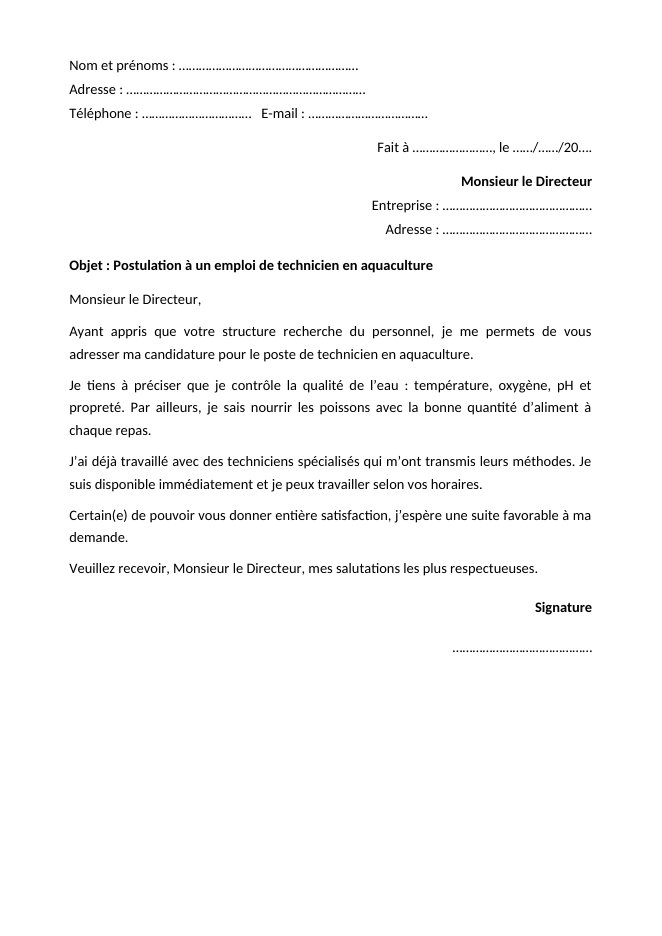 Nom et prénoms : ………………………………………………
Adresse : ………………………………………………………………
Téléphone : …………………………… E-mail : ………………………………
Fait à ……………………, le ……/……/20….
Monsieur le Directeur
Entreprise : ………………………………………
Adresse : ………………………………………
Objet : Postulation à un emploi de technicien en aquaculture
Monsieur le Directeur,
Ayant appris que votre structure recherche du personnel, je me permets de vous
adresser ma candidature pour le poste de technicien en aquaculture.
Je tiens à préciser que je contrôle la qualité de l’eau : température, oxygène, pH et
propreté. Par ailleurs, je sais nourrir les poissons avec la bonne quantité d’aliment à
chaque repas.
J’ai déjà travaillé avec des techniciens spécialisés qui m’ont transmis leurs méthodes. Je
suis disponible immédiatement et je peux travailler selon vos horaires.
Certain(e) de pouvoir vous donner entière satisfaction, j’espère une suite favorable à ma
demande.
Veuillez recevoir, Monsieur le Directeur, mes salutations les plus respectueuses.
Signature
……………………………………